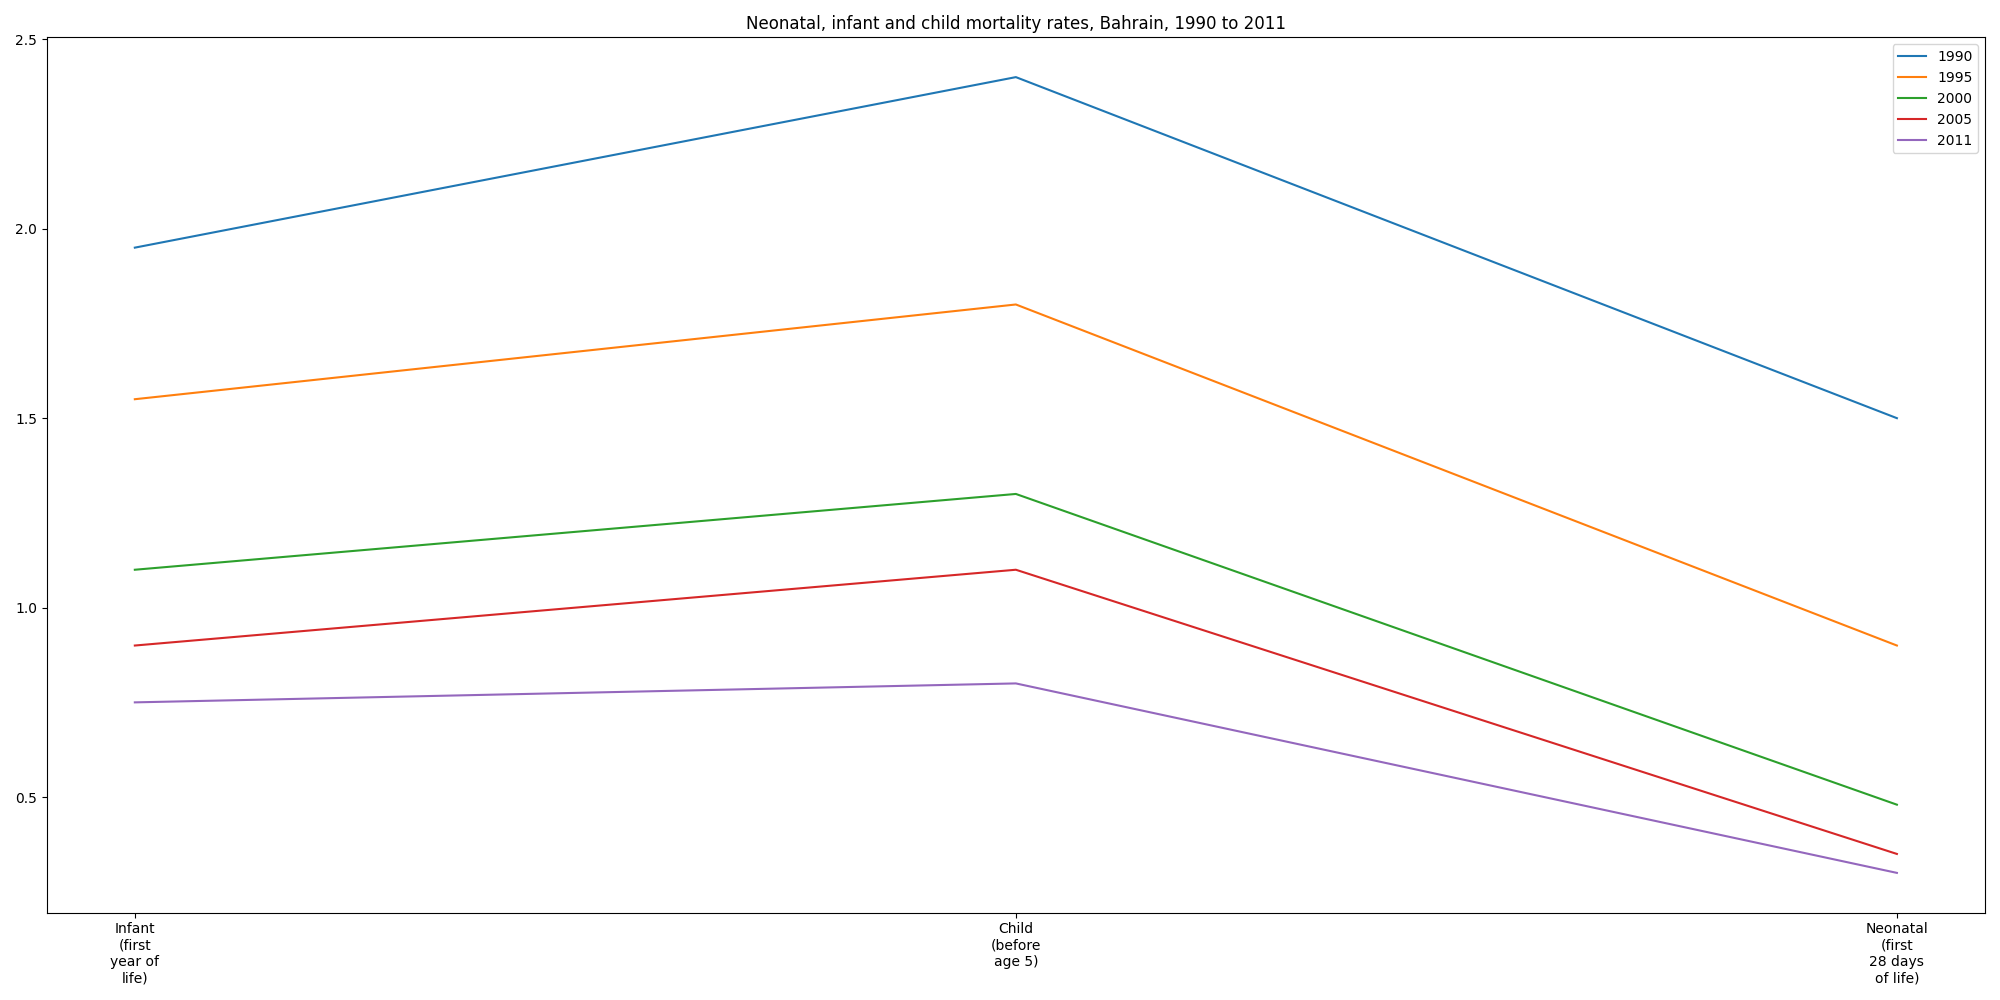 Neonatal, infant and child mortality rates, Bahrain, 1990 to 2011
2.5
2.0
1.5
1.0
0.5
1990
1995
2000
2005
2011
Infant
(first
year of
life)
Child
(before
age 5)
Neonatal
(first
28 days
of life)